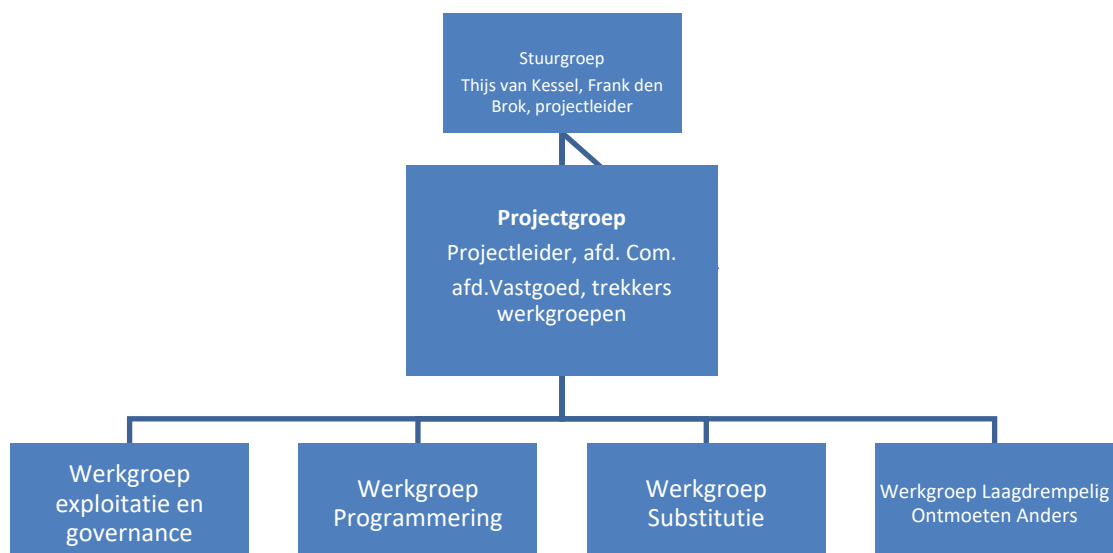 Stuurgroep
Thijs van Kessel, Frank den
Brok, projectleider
Projectgroep
Projectleider, afd. Com.
afd.Vastgoed, trekkers
werkgroepen
Werkgroep
exploitatie en
governance
Werkgroep
Programmering
Werkgroep
Substitutie
Werkgroep Laagdrempelig
Ontmoeten Anders